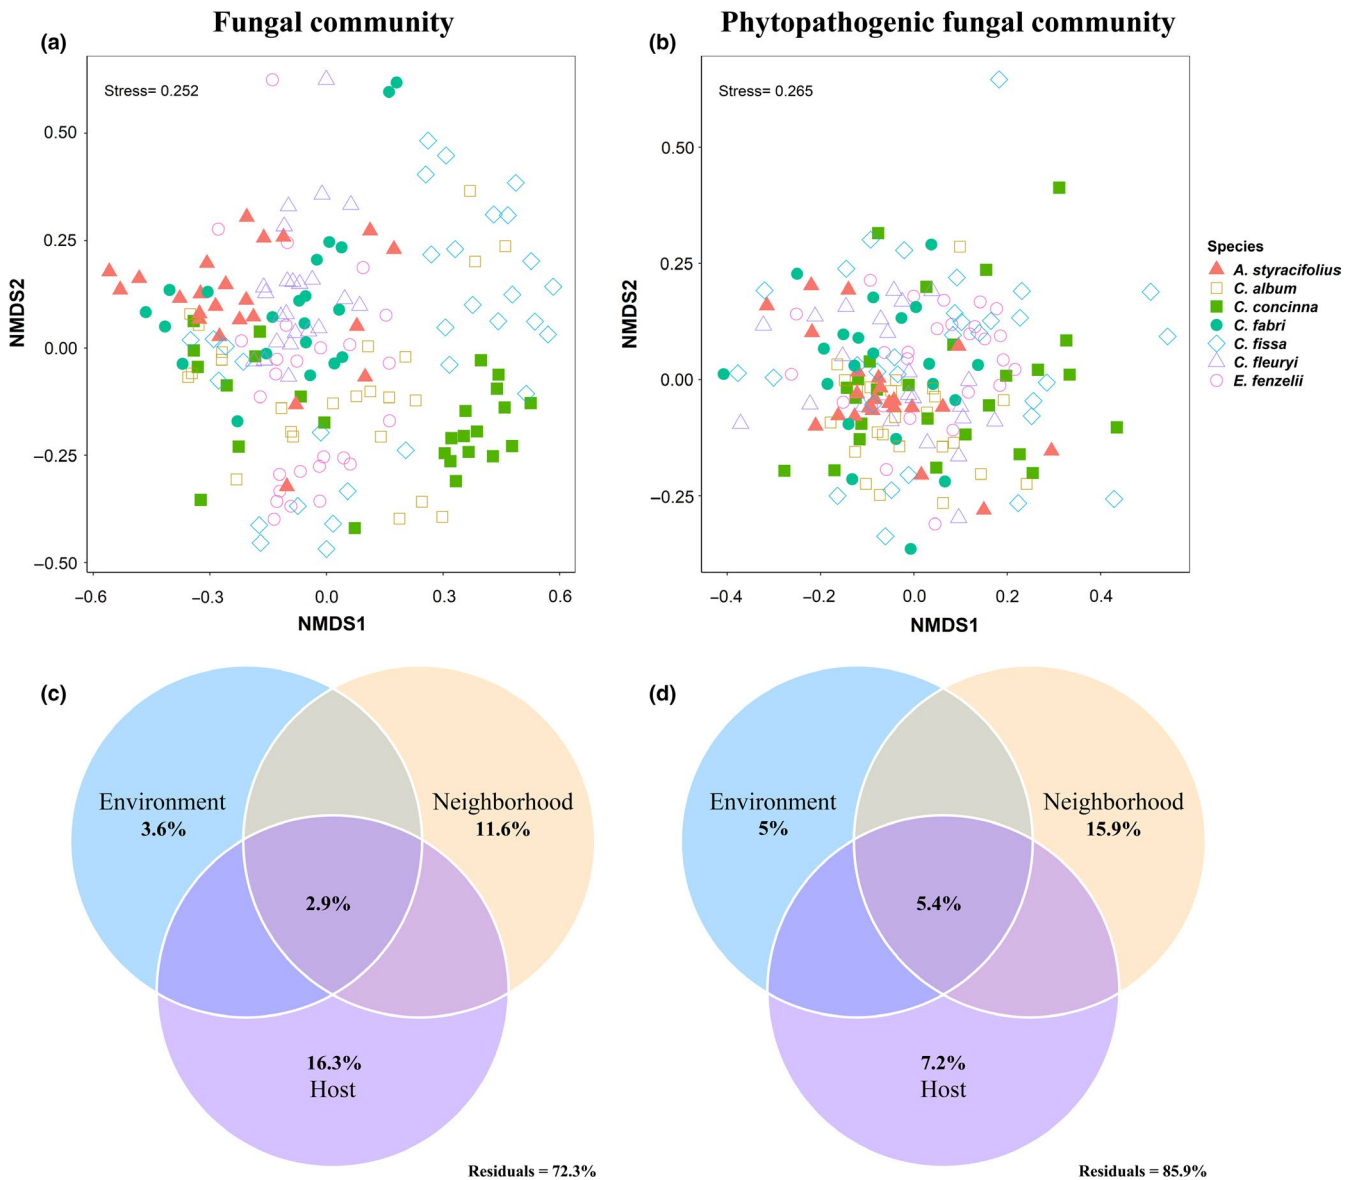 Fungal community
Phytopathogenic fungal community
(a)
Stress= 0.252
0.50
0.25
0.00
−0.25
−0.50
NMDS2
−0.6
−0.3
0.0
0.3
0.6
NMDS1
(b)
Stress= 0.265
0.50
0.25
0.00
−0.25
NMDS2
−0.4
−0.2
0.0
0.2
0.4
NMDS1
Species
A. styracifolius
C. album
C. concinna
C. fabri
C. fissa
C. fleuryi
E. fenzelii
(c)
Environment
3.6%
Neighborhood
11.6%
2.9%
16.3%
Host
Residuals = 72.3%
(d)
Environment
5%
Neighborhood
15.9%
5.4%
7.2%
Host
Residuals = 85.9%